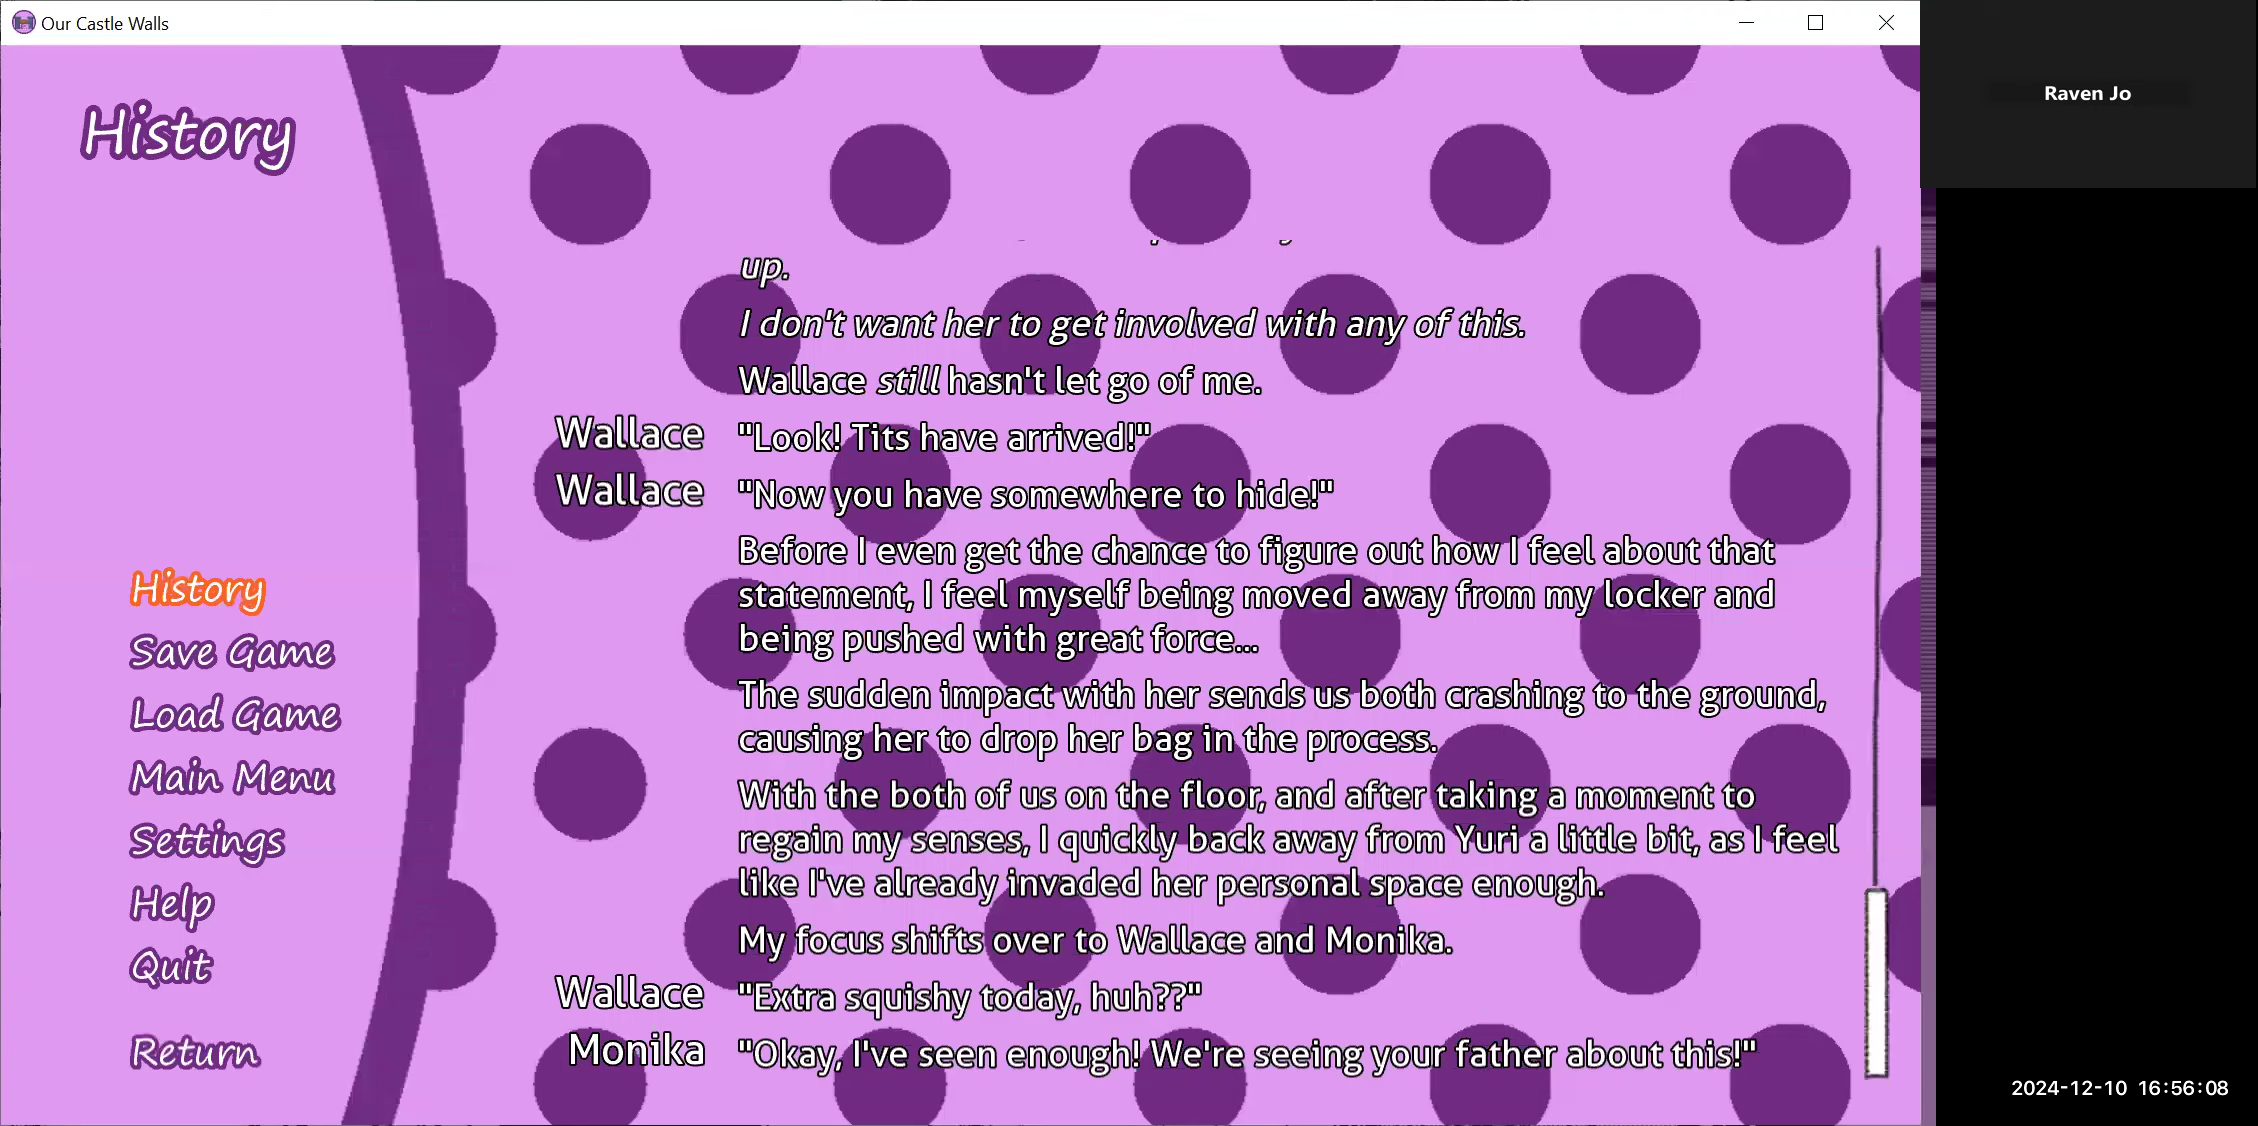 Our Castle Walls
Raven Jo
History
up.
I don't want her to get involved with any of this.
Wallace still hasn't let go of me.
Wallace "Look! Tits have arrived!"
Wallace "Now you have somewhere to hide!"
Before I even get the chance to figure out how I feel about that
statement, I feel myself being moved away from my locker and
being pushed with great force...
The sudden impact with her sends us both crashing to the ground,
causing her to drop her bag in the process.
With the both of us on the floor, and after taking a moment to
regain my senses, I quickly back away from Yuri a little bit, as I feel
like I've already invaded her personal space enough.
My focus shifts over to Wallace and Monika.
Wallace "Extra squishy today, huh??"
Monika "Okay, I've seen enough! We're seeing your father about this!"
History
Save Game
Load Game
Main Menu
Settings
Help
Quit
Return
2024-12-10 16:56:08